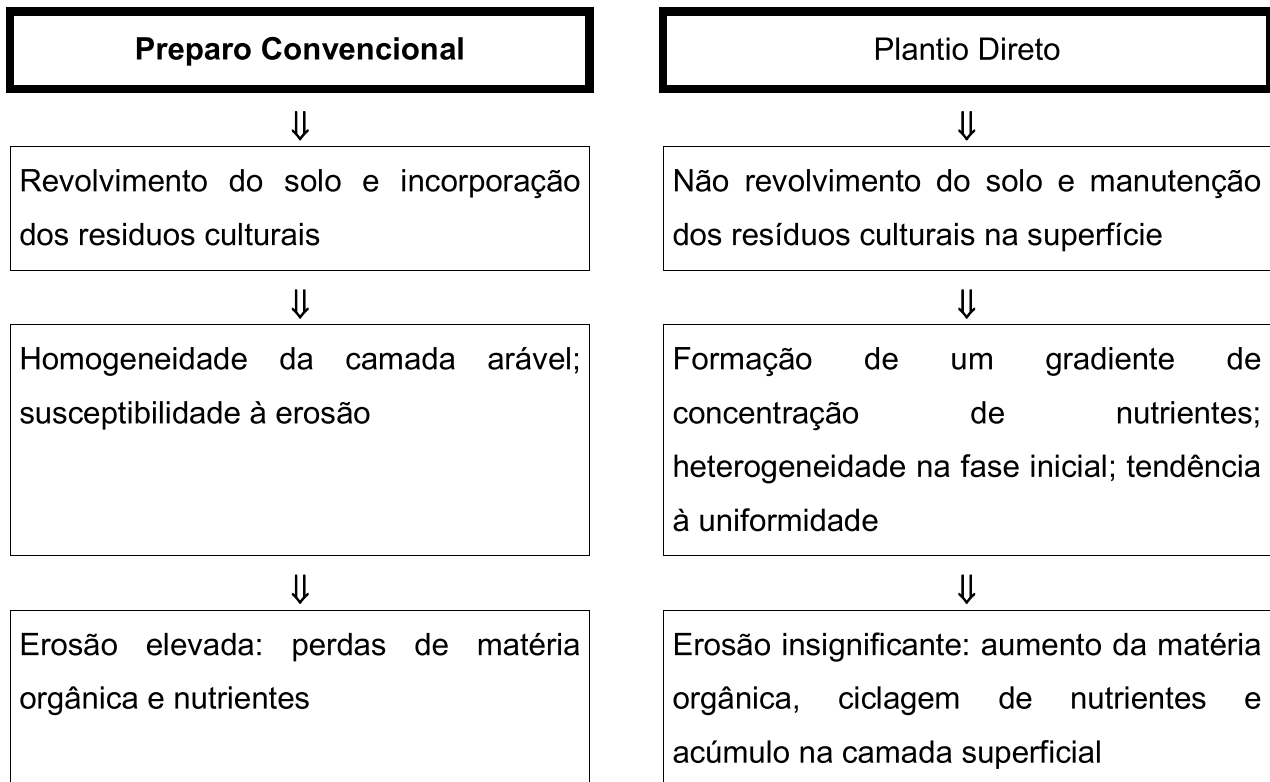 Preparo Convencional
⇓
Revolvimento do solo e incorporação
dos residuos culturais
⇓
Homogeneidade da camada arável;
susceptibilidade à erosão
⇓
Erosão elevada: perdas de matéria
orgânica e nutrientes
Plantio Direto
⇓
Não revolvimento do solo e manutenção
dos resíduos culturais na superfície
⇓
Formação de um gradiente de
concentração de nutrientes;
heterogeneidade na fase inicial; tendência
à uniformidade
⇓
Erosão insignificante: aumento da matéria
orgânica, ciclagem de nutrientes e
acúmulo na camada superficial